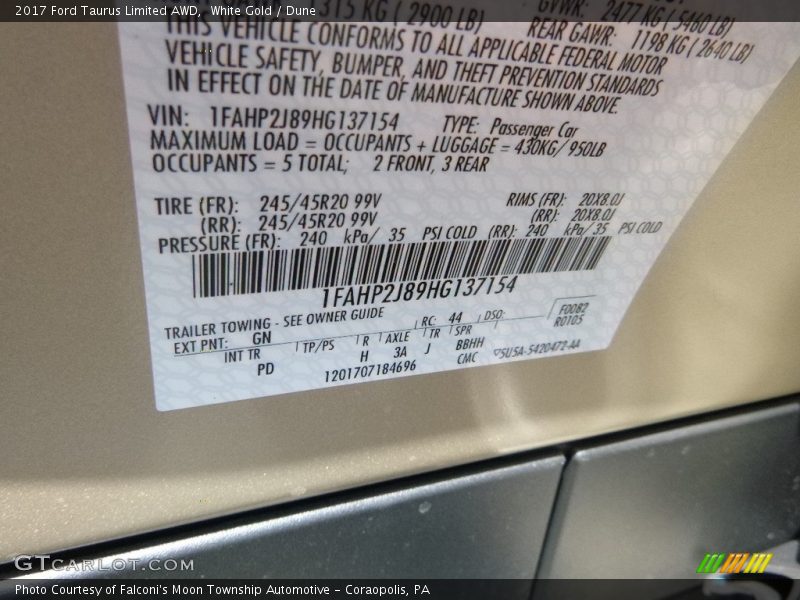 2017 Ford Taurus Limited AWD, White Gold / Dune
1315 KG ( 2900 LB) GVWR: 2477 KG ( 5460 LB)
REAR GAWR: 1198 KG ( 2640 LB)
THIS VEHICLE CONFORMS TO ALL APPLICABLE FEDERAL MOTOR
VEHICLE SAFETY, BUMPER, AND THEFT PREVENTION STANDARDS
IN EFFECT ON THE DATE OF MANUFACTURE SHOWN ABOVE.
VIN: 1FAHP2J89HG137154 TYPE: Passenger Car
MAXIMUM LOAD = OCCUPANTS + LUGGAGE = 430KG/ 950LB
OCCUPANTS = 5 TOTAL; 2 FRONT, 3 REAR
TIRE (FR): 245/45R20 99V RIMS (FR): 20X8.0J
(RR): 245/45R20 99V (RR): 20X8.0J
PRESSURE (FR): 240 kPa/ 35 PSI COLD (RR): 240 kPa/ 35 PSI COLD
1FAHP2J89HG137154
TRAILER TOWING - SEE OWNER GUIDE
EXT PNT: GN RC: 44 DSO: F0082
R0105
INT TR TP/PS R AXLE TR SPR
PD H 3A J BBHH
1201707184696 CMC 5U5A-5420472-AA
GTCARLOT.COM
Photo Courtesy of Falconi's Moon Township Automotive - Coraopolis, PA